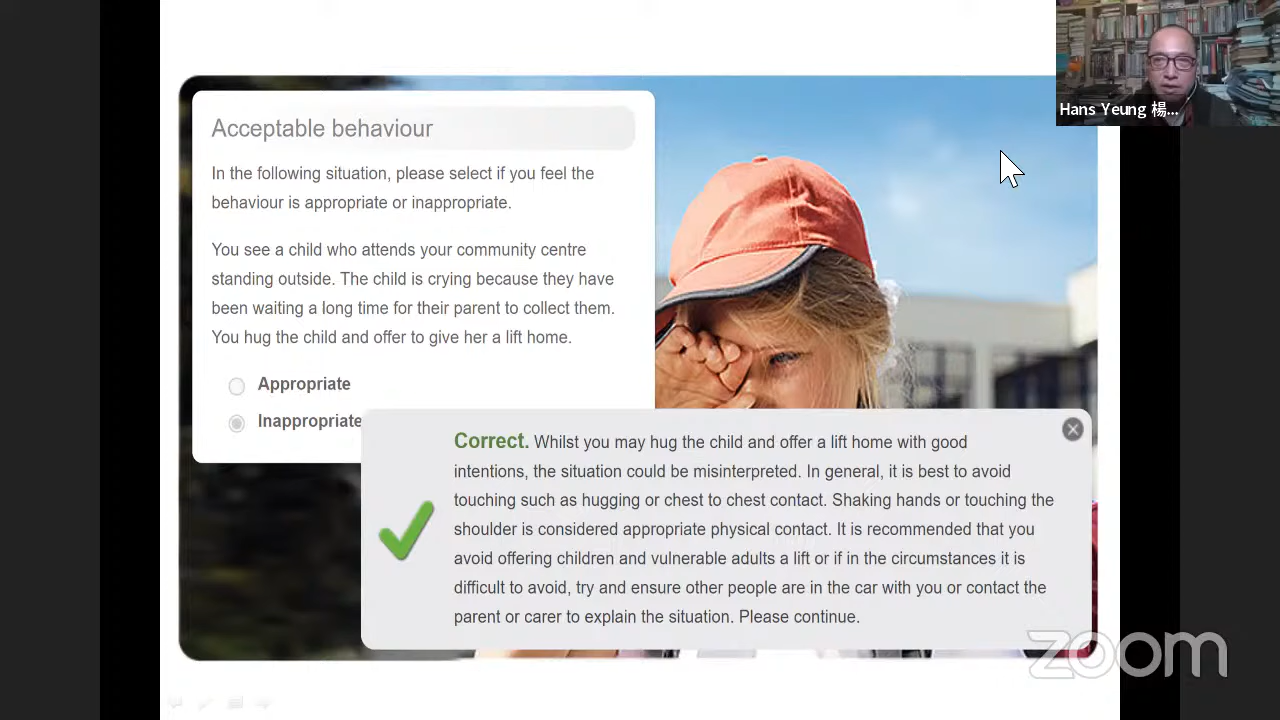 Hans Yeung 楊...
Acceptable behaviour
In the following situation, please select if you feel the
behaviour is appropriate or inappropriate.
You see a child who attends your community centre
standing outside. The child is crying because they have
been waiting a long time for their parent to collect them.
You hug the child and offer to give her a lift home.
Appropriate
Inappropriate
Correct. Whilst you may hug the child and offer a lift home with good
intentions, the situation could be misinterpreted. In general, it is best to avoid
touching such as hugging or chest to chest contact. Shaking hands or touching the
shoulder is considered appropriate physical contact. It is recommended that you
avoid offering children and vulnerable adults a lift or if in the circumstances it is
difficult to avoid, try and ensure other people are in the car with you or contact the
parent or carer to explain the situation. Please continue.
zoom